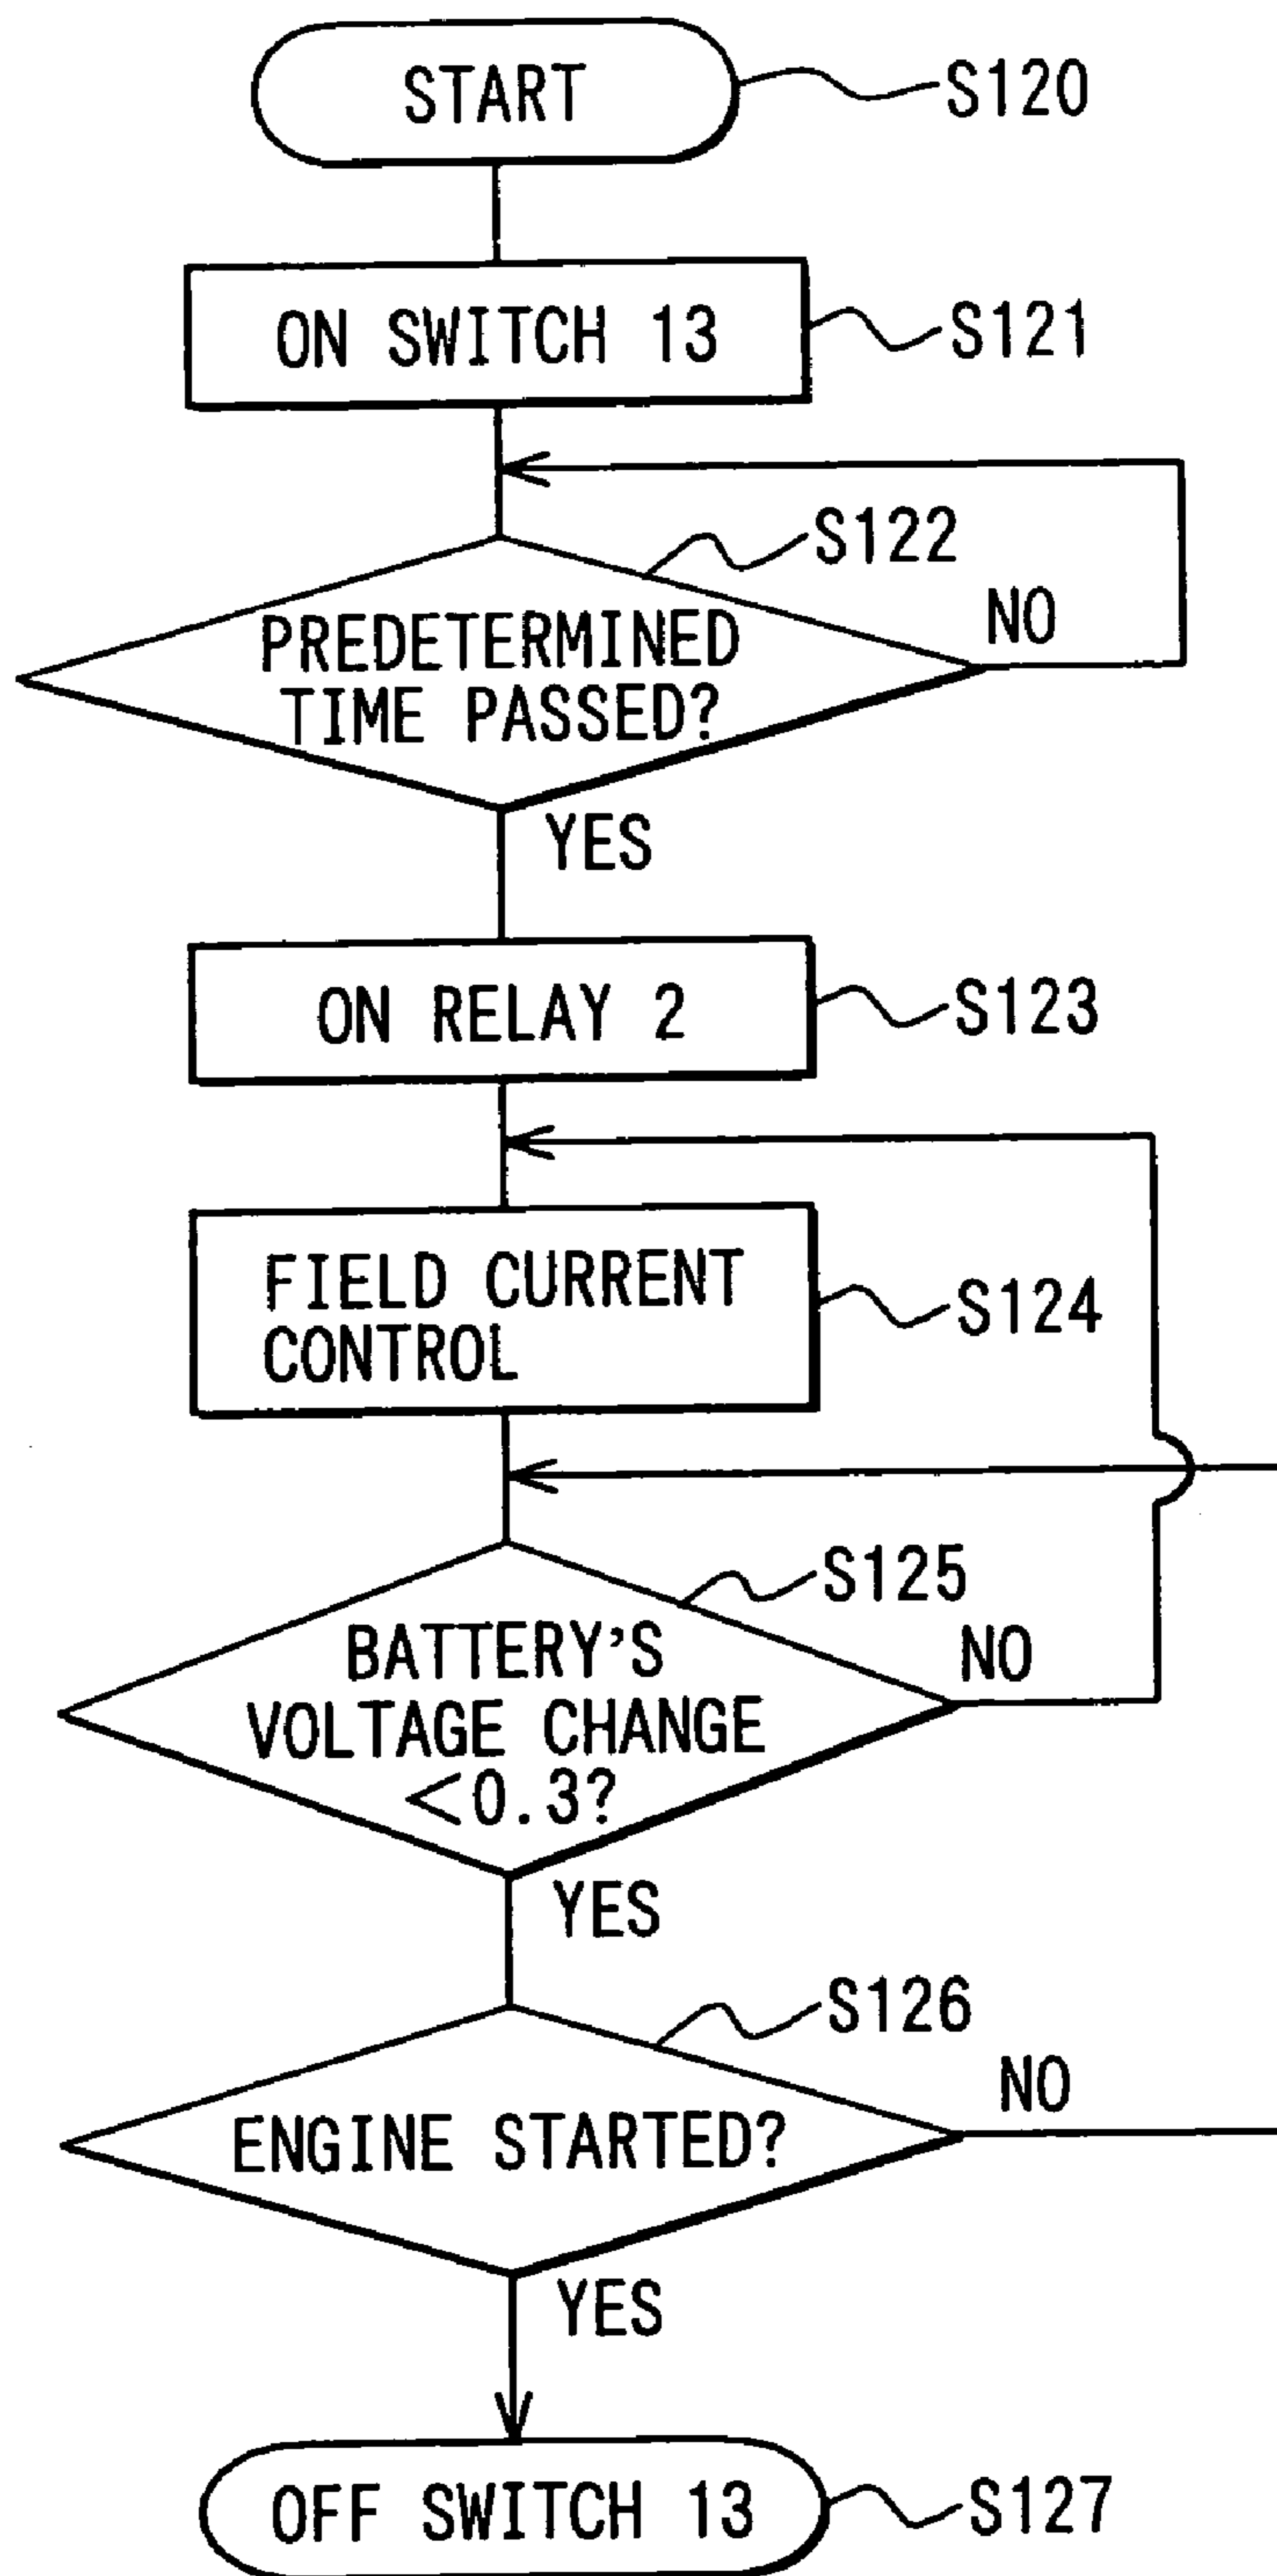 START
S120
ON SWITCH 13
S121
S122
PREDETERMINED
TIME PASSED?
NO
YES
ON RELAY 2
S123
FIELD CURRENT
CONTROL
S124
S125
BATTERY'S
VOLTAGE CHANGE
<0.3?
NO
YES
S126
ENGINE STARTED?
NO
YES
OFF SWITCH 13
S127